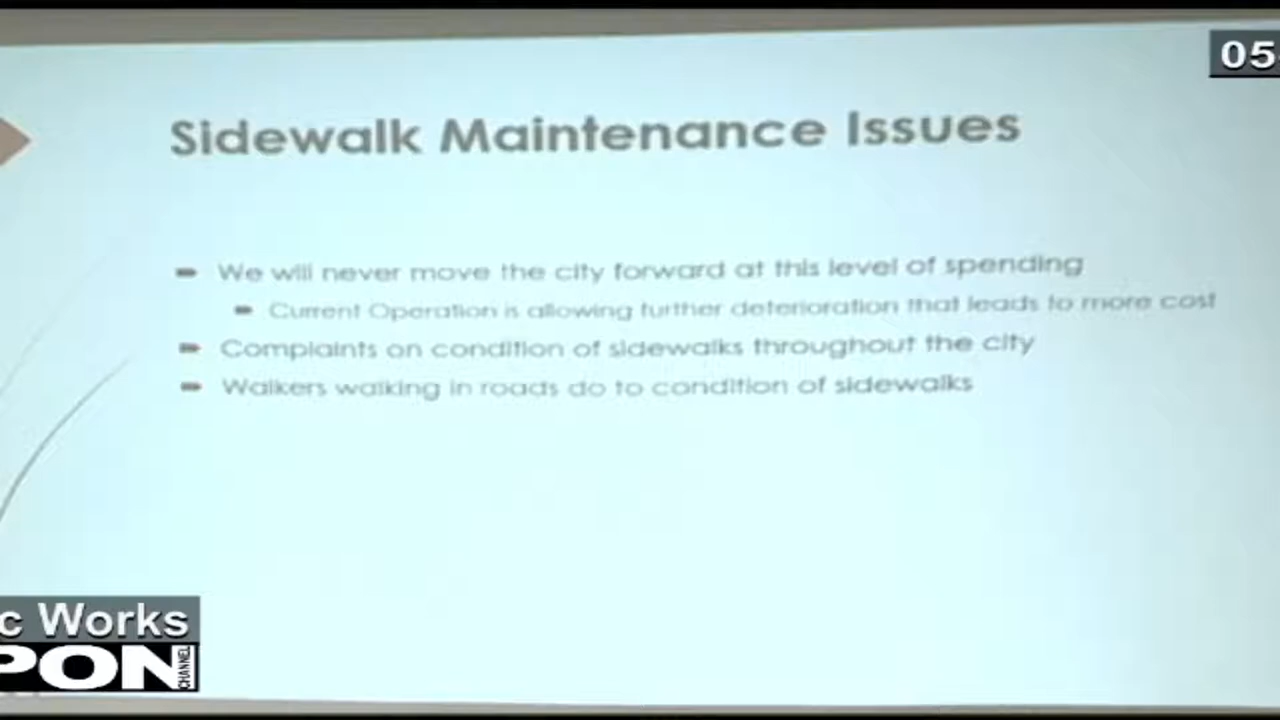 05
Sidewalk Maintenance Issues
We will never move the city forward at this level of spending
Current Operation is allowing further deterioration that leads to more cost
Complaints on condition of sidewalks throughout the city
Walkers walking in roads do to condition of sidewalks
c Works
PON
CHANNEL